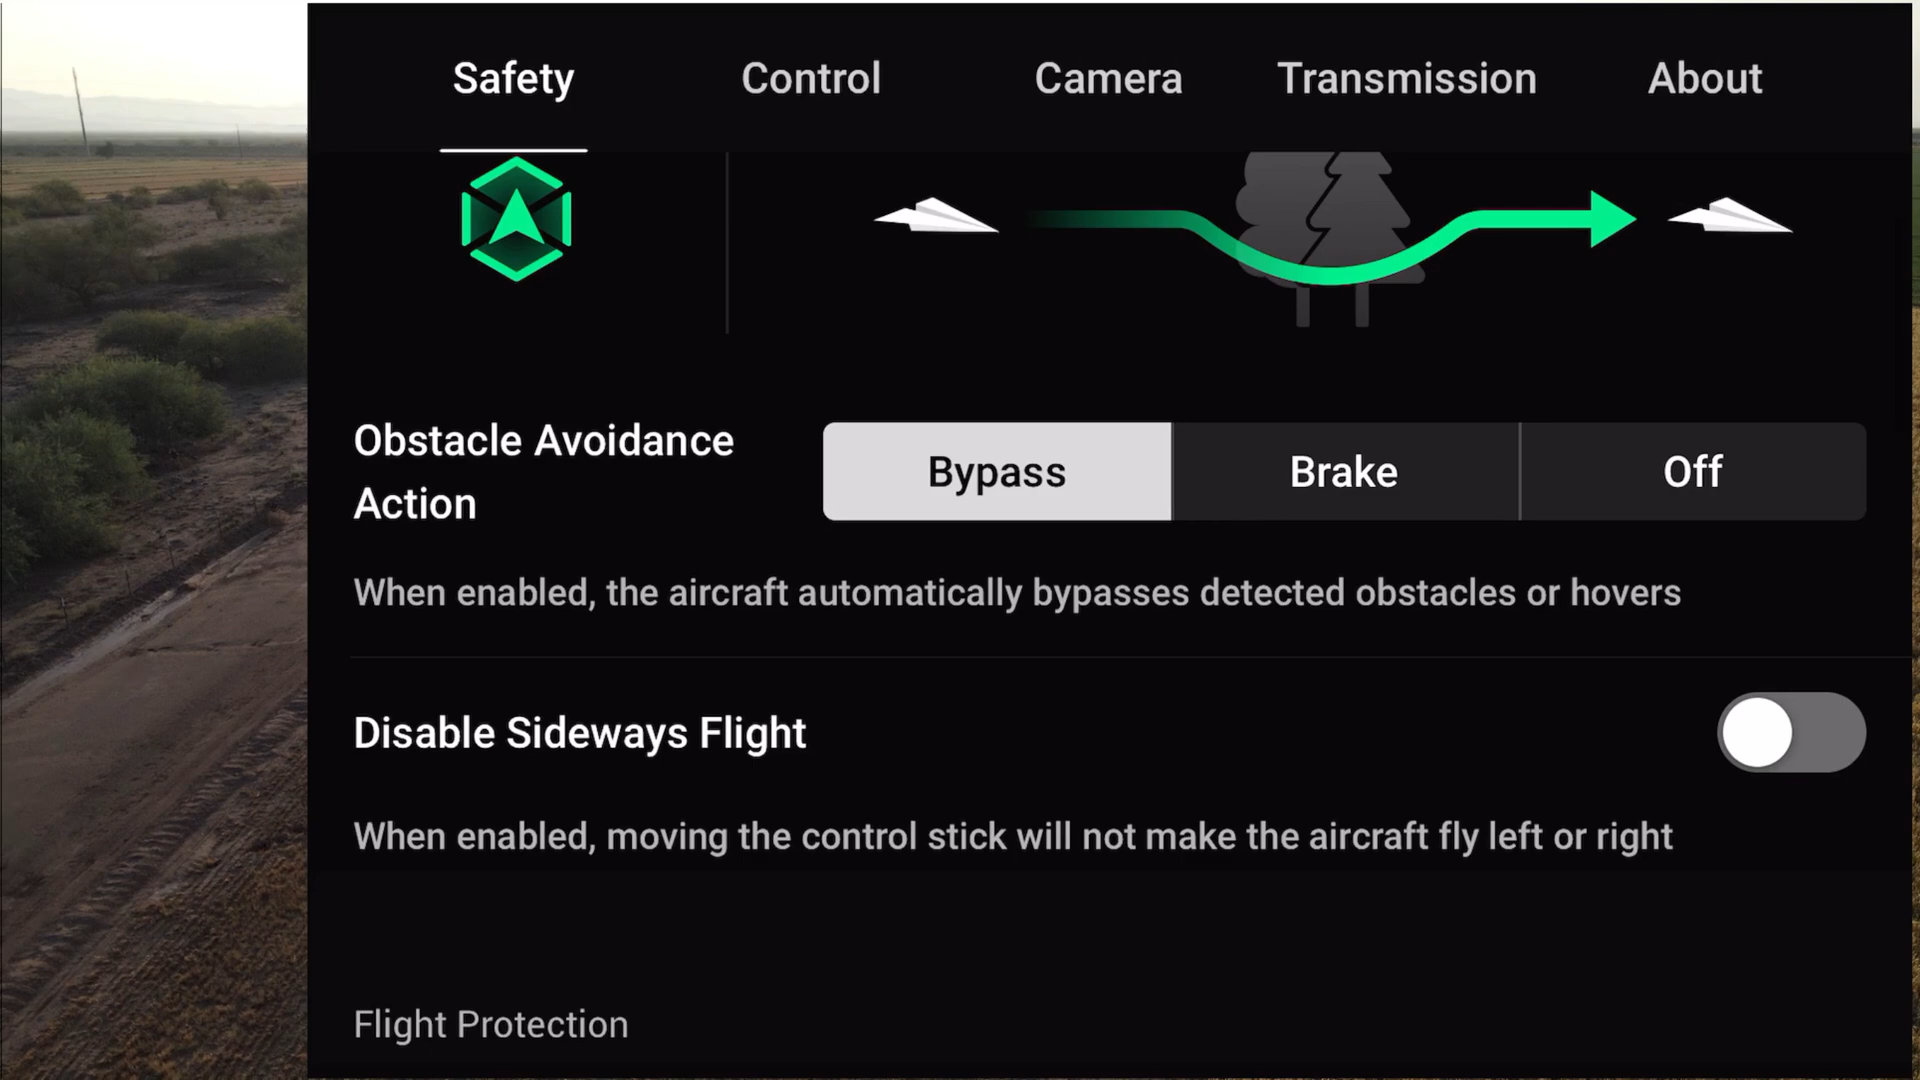 Safety Control Camera Transmission About
Obstacle Avoidance
Action
Bypass Brake Off
When enabled, the aircraft automatically bypasses detected obstacles or hovers
Disable Sideways Flight
When enabled, moving the control stick will not make the aircraft fly left or right
Flight Protection